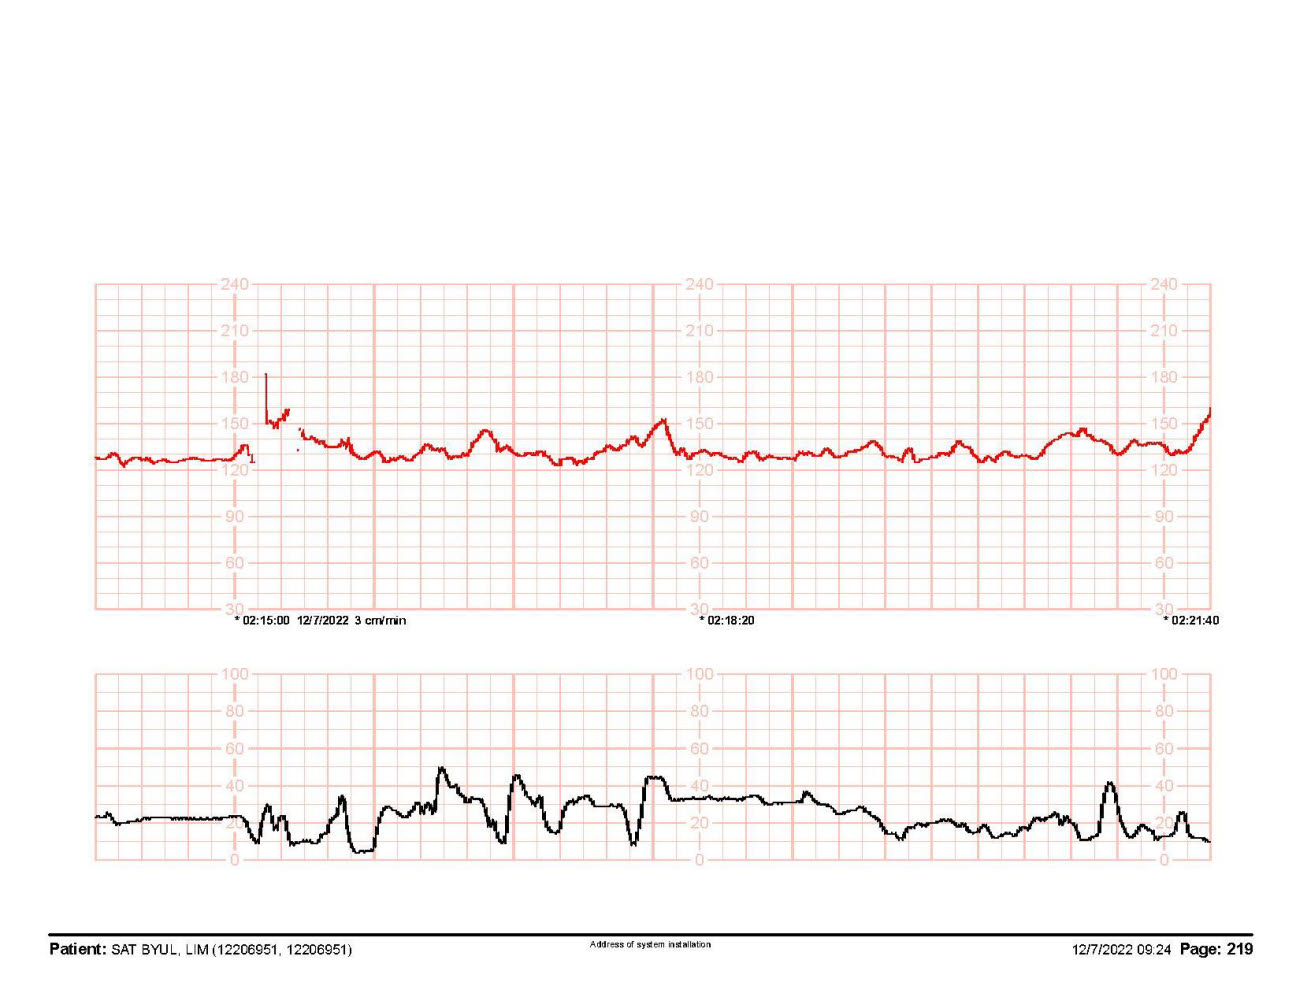 240 240 240
210 210 210
180 180 180
150 150 150
120 120 120
90 90 90
60 60 60
30 30 30
* 02:15:00 12/7/2022 3 cm/min * 02:18:20 * 02:21:40
100 100 100
80 80 80
60 60 60
40 40 40
20 20 20
0 0 0
Patient: SAT BYUL, LIM (12206951, 12206951) Address of system installation 12/7/2022 09:24 Page: 219